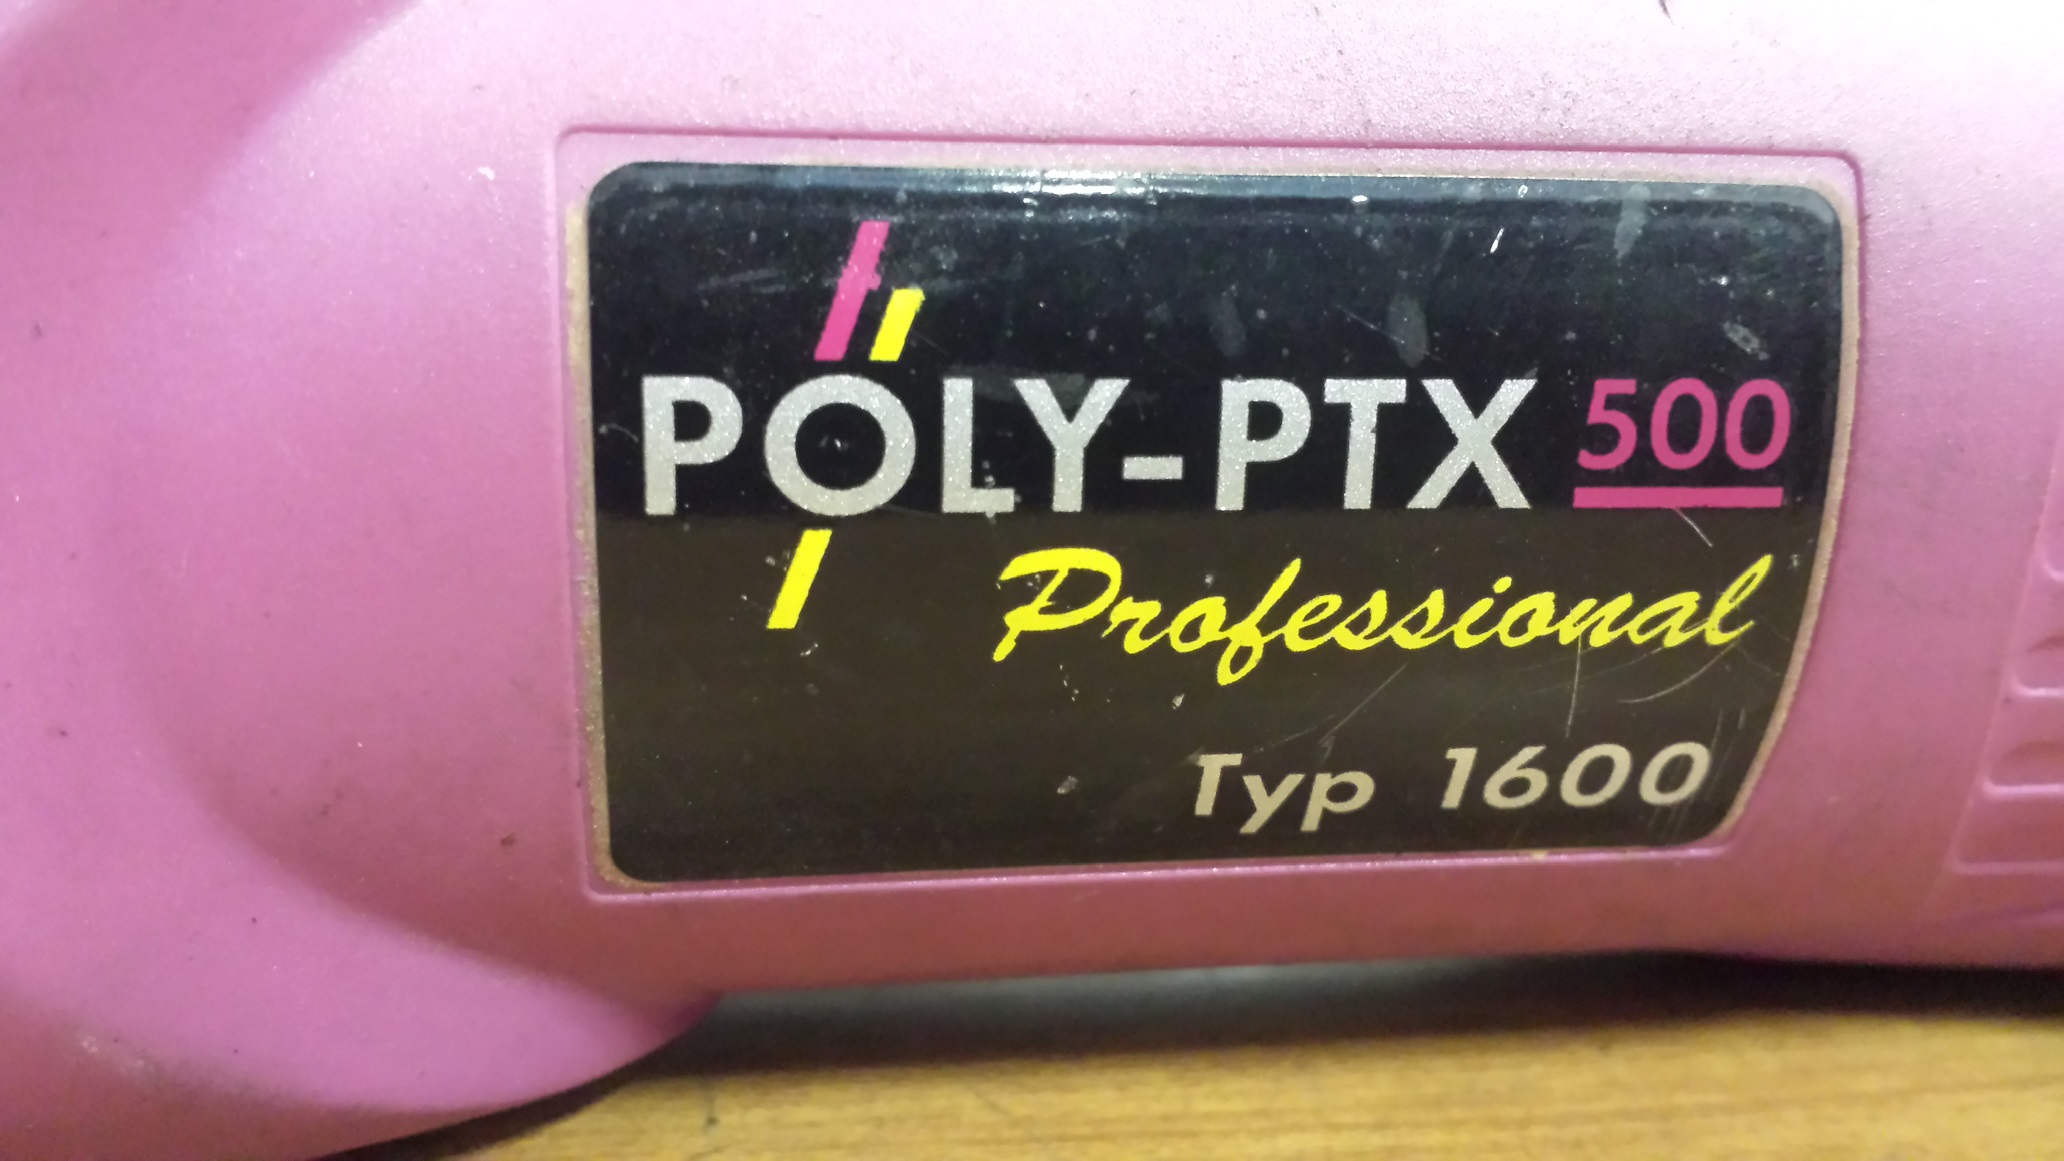 POLY-PTX 500
Professional
Typ 1600